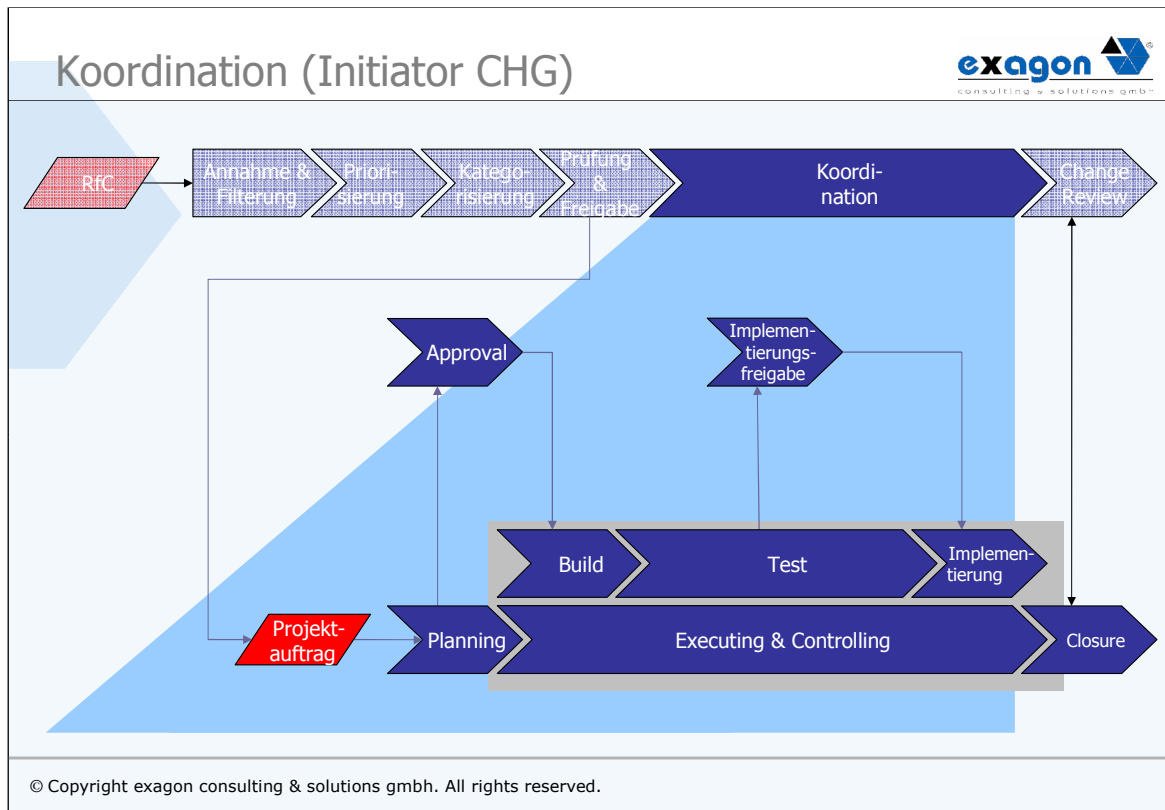 Koordination (Initiator CHG)
exagon
consulting & solutions gmbh
RfC
Annahme &
Filterung
Priori-
sierung
Katego-
risierung
Prüfung
&
Freigabe
Koordi-
nation
Change
Review
Approval
Implemen-
tierungs-
freigabe
Build
Test
Implemen-
tierung
Projekt-
auftrag
Planning
Executing & Controlling
Closure
© Copyright exagon consulting & solutions gmbh. All rights reserved.